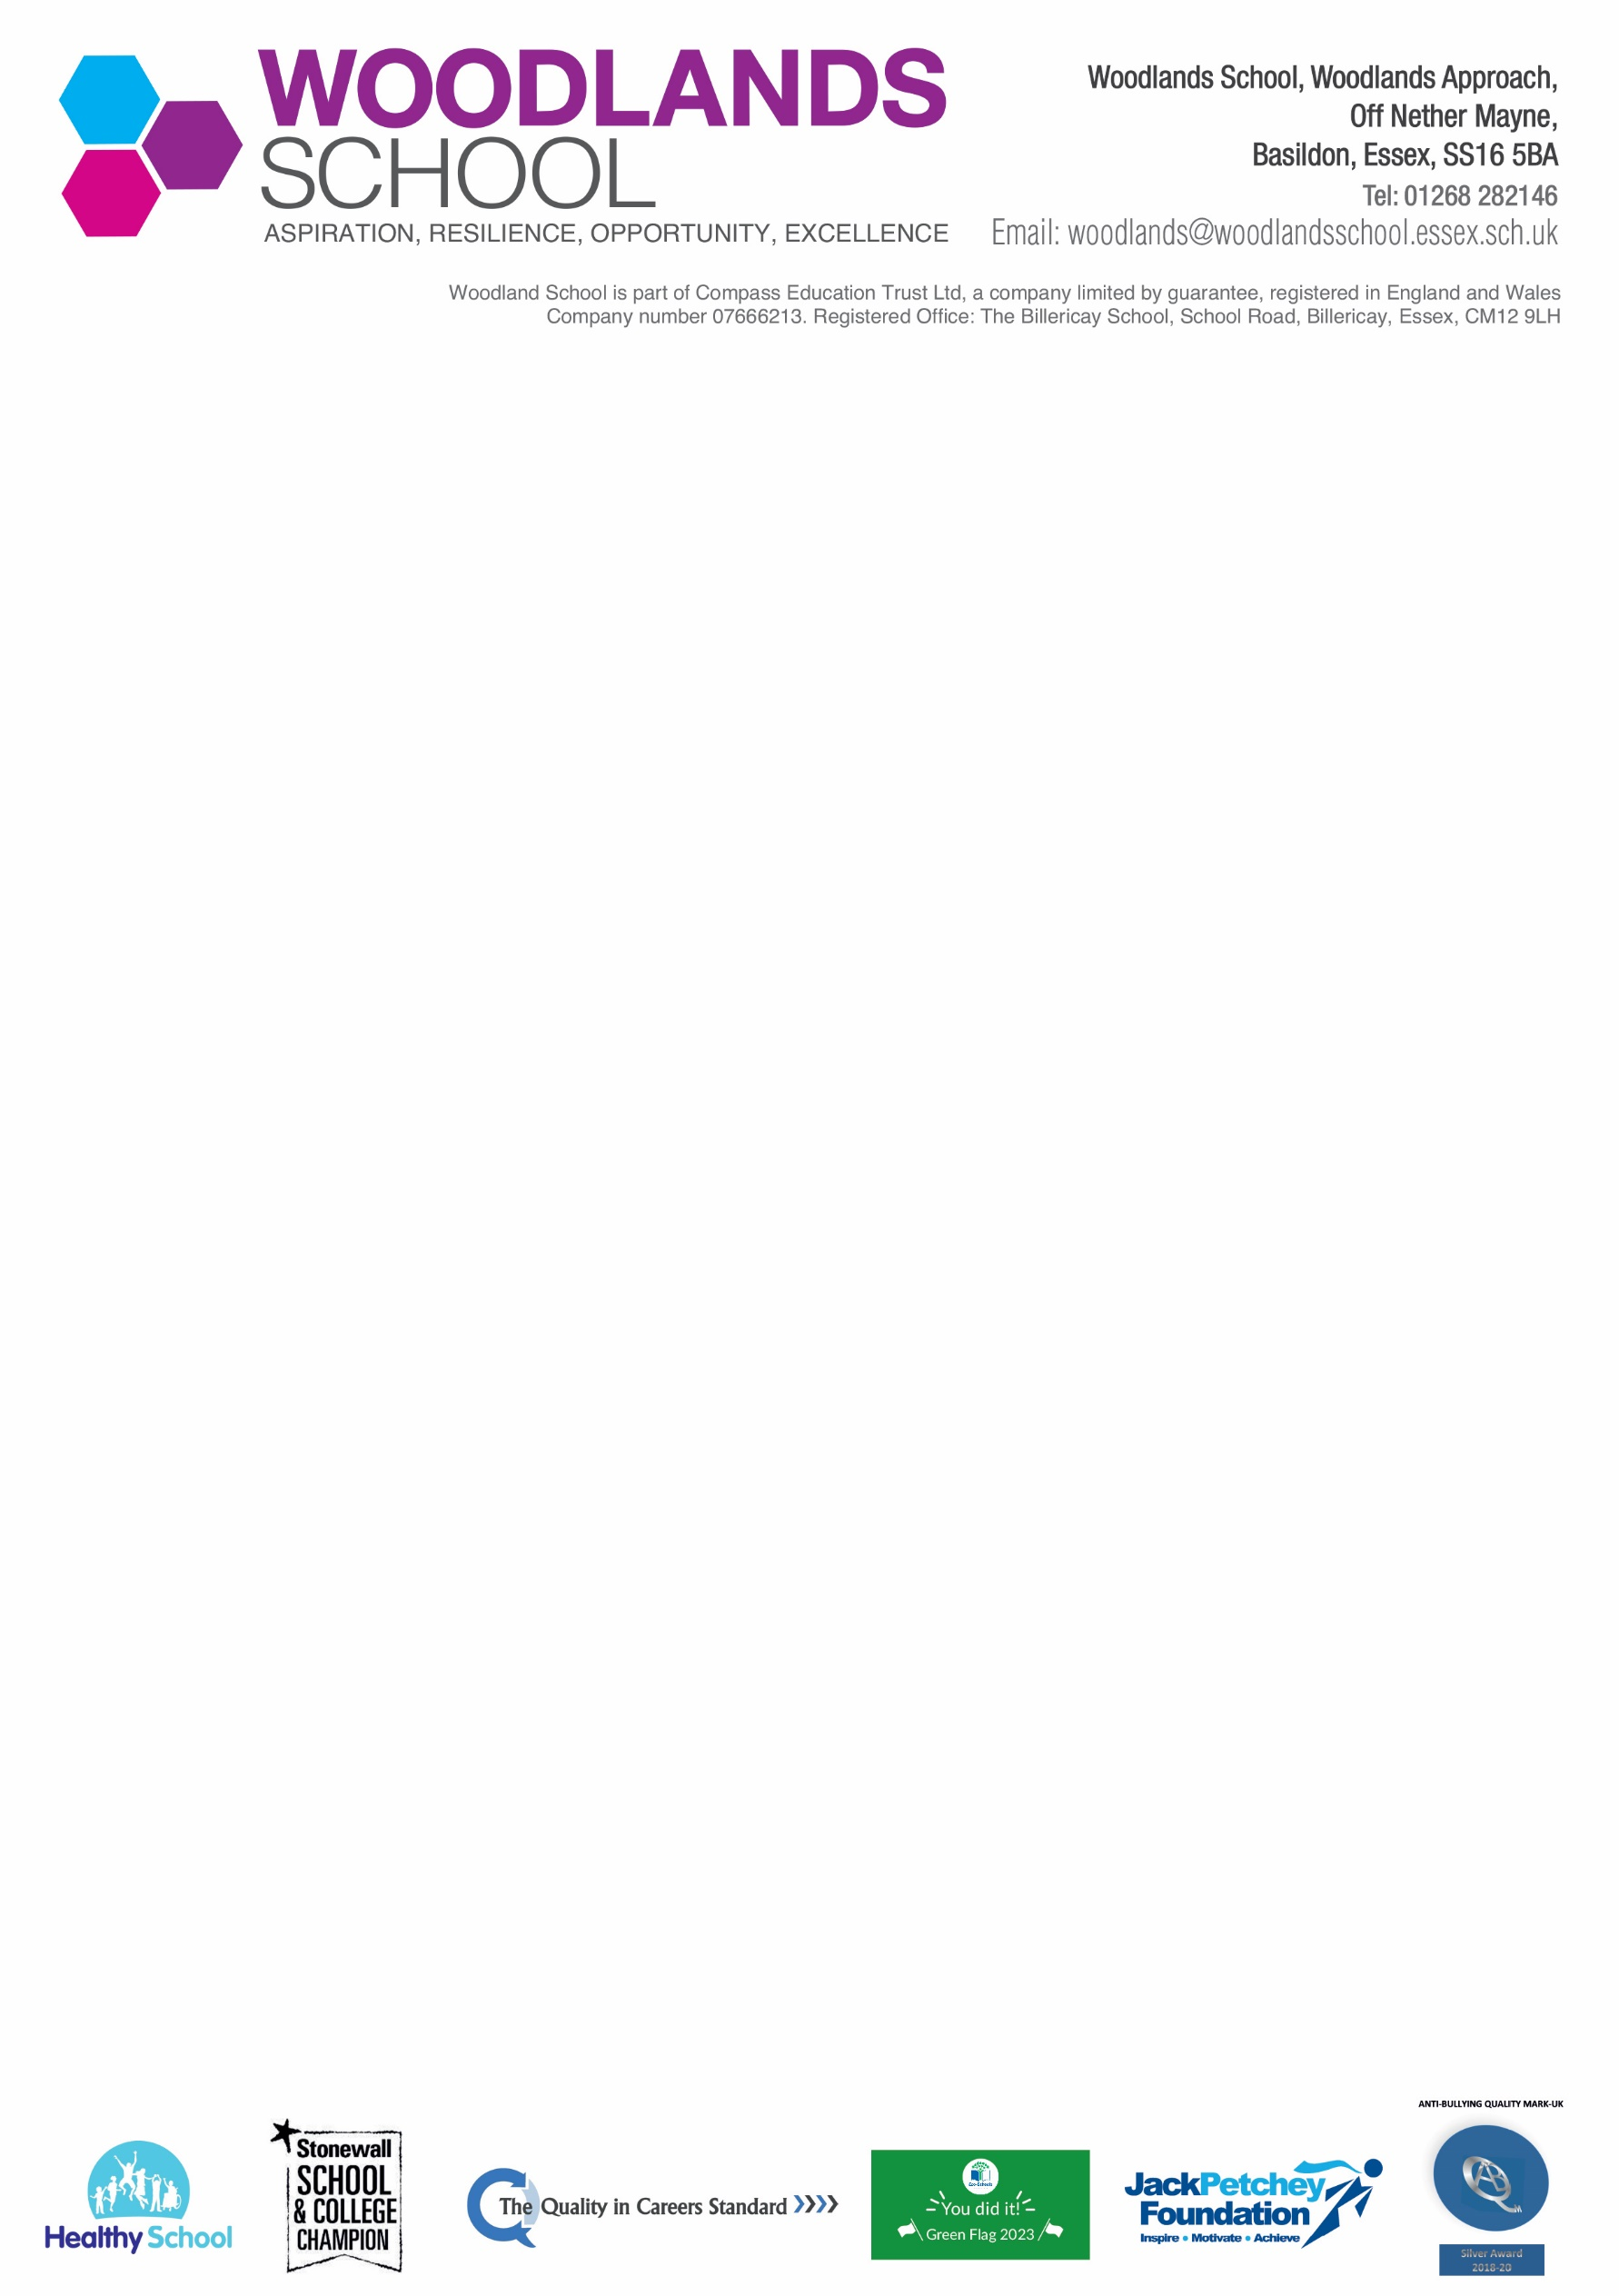 WOODLANDS
SCHOOL
ASPIRATION, RESILIENCE, OPPORTUNITY, EXCELLENCE
Woodlands School, Woodlands Approach,
Off Nether Mayne,
Basildon, Essex, SS16 5BA
Tel: 01268 282146
Email: woodlands@woodlandsschool.essex.sch.uk
Woodland School is part of Compass Education Trust Ltd, a company limited by guarantee, registered in England and Wales
Company number 07666213. Registered Office: The Billericay School, School Road, Billericay, Essex, CM12 9LH
Healthy School
Stonewall
SCHOOL
& COLLEGE
CHAMPION
The Quality in Careers Standard
Eco-Schools
You did it!
Green Flag 2023
JackPetchey
Foundation
Inspire • Motivate • Achieve
ANTI-BULLYING QUALITY MARK-UK
Silver Award
2018-20